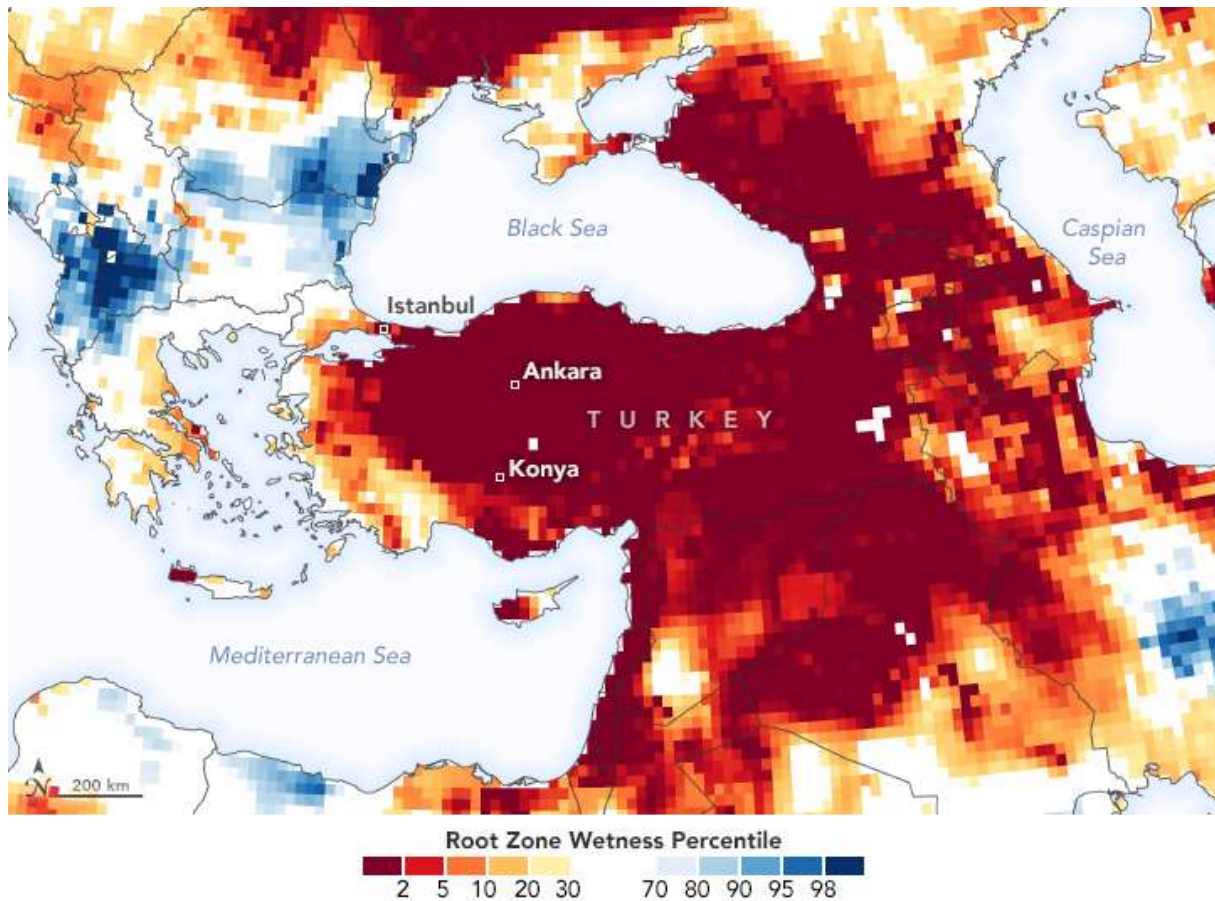 Black Sea
Caspian
Sea
Istanbul
Ankara
TURKEY
Konya
Mediterranean Sea
N
200 km
Root Zone Wetness Percentile
2 5 10 20 30 70 80 90 95 98